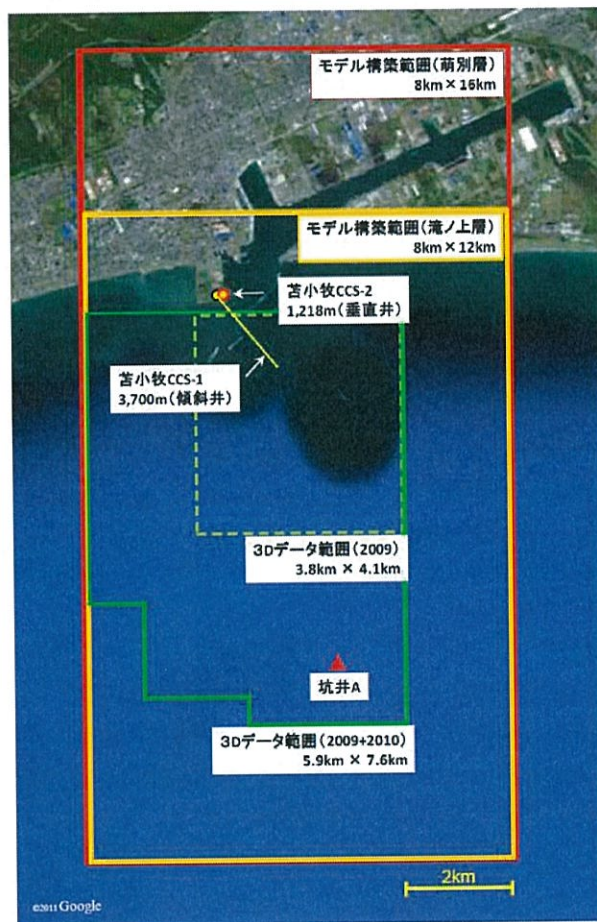 モデル構築範囲(萌別層)
8km×16km
モデル構築範囲(滝ノ上層)
8km×12km
苫小牧CCS-2
1,218m(垂直井)
苫小牧CCS-1
3,700m(傾斜井)
3Dデータ範囲(2009)
3.8km × 4.1km
坑井A
3Dデータ範囲(2009+2010)
5.9km × 7.6km
2km
©2011 Google